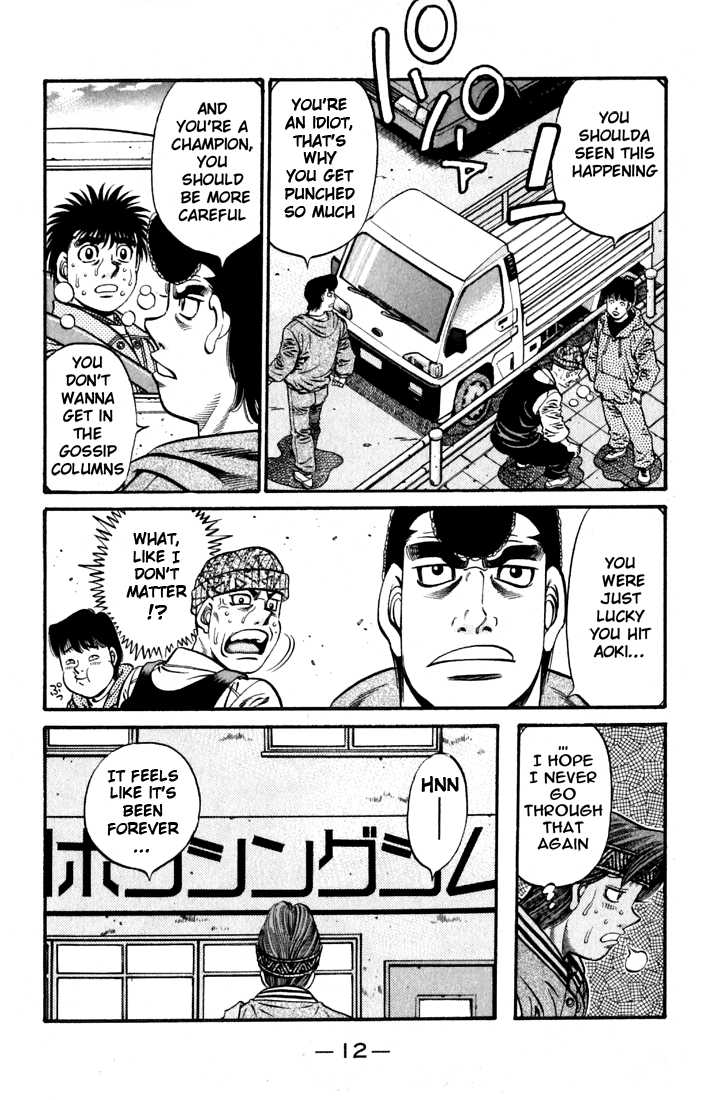 YOU
SHOULDA
SEEN THIS
HAPPENING
YOU'RE
AN IDIOT,
THAT'S
WHY
YOU GET
PUNCHED
SO MUCH
AND
YOU'RE A
CHAMPION,
YOU
SHOULD
BE MORE
CAREFUL
YOU
DON'T
WANNA
GET IN
THE
GOSSIP
COLUMNS
YOU
WERE
JUST
LUCKY
YOU HIT
AOKI...
WHAT,
LIKE I
DON'T
MATTER
!?
...
I HOPE
I NEVER
GO
THROUGH
THAT
AGAIN
HNN
—
IT FEELS
LIKE IT'S
BEEN
FOREVER
...
ボクシングジム
—12—